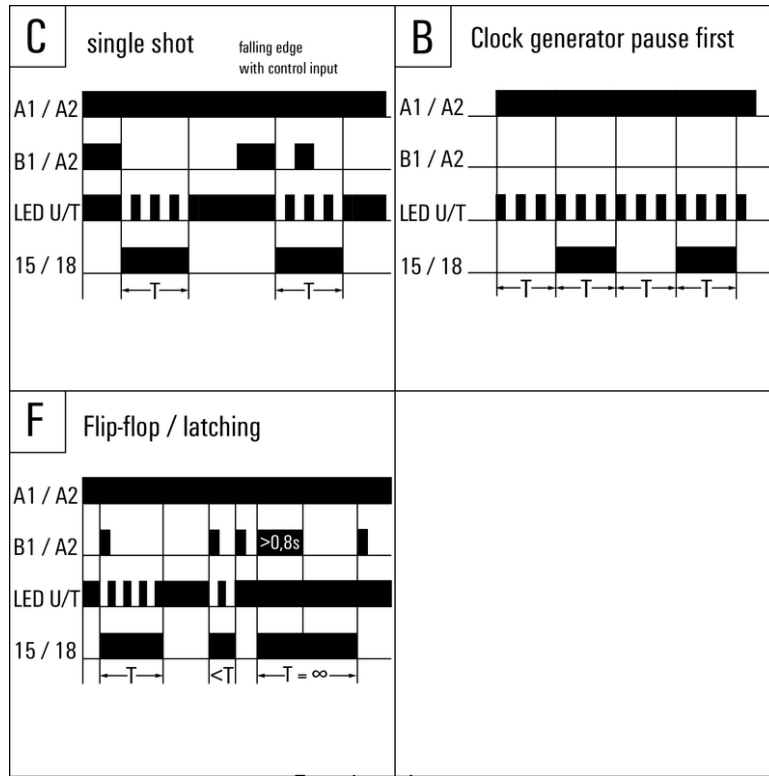 C
single shot
falling edge
with control input
A1 / A2
B1 / A2
LED U/T
15 / 18
T
T
B
Clock generator pause first
A1 / A2
B1 / A2
LED U/T
15 / 18
T
T
T
T
F
Flip-flop / latching
A1 / A2
B1 / A2
>0,8s
LED U/T
15 / 18
T
<T
T = ∞